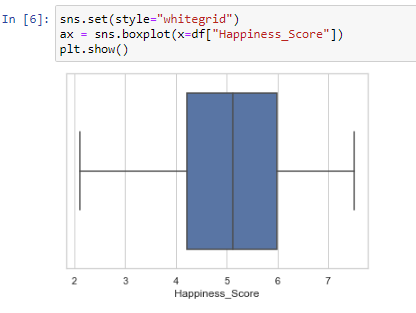 In [6]: sns.set(style="whitegrid")
ax = sns.boxplot(x=df["Happiness_Score"])
plt.show()
2 3 4 5 6 7
Happiness_Score